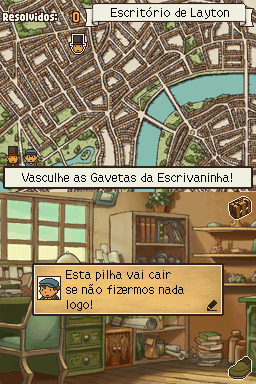 Resolvidos: 0
Escritório de Layton
Vasculhe as Gavetas da Escrivaninha!
Esta pilha vai cair
se não fizermos nada
logo!